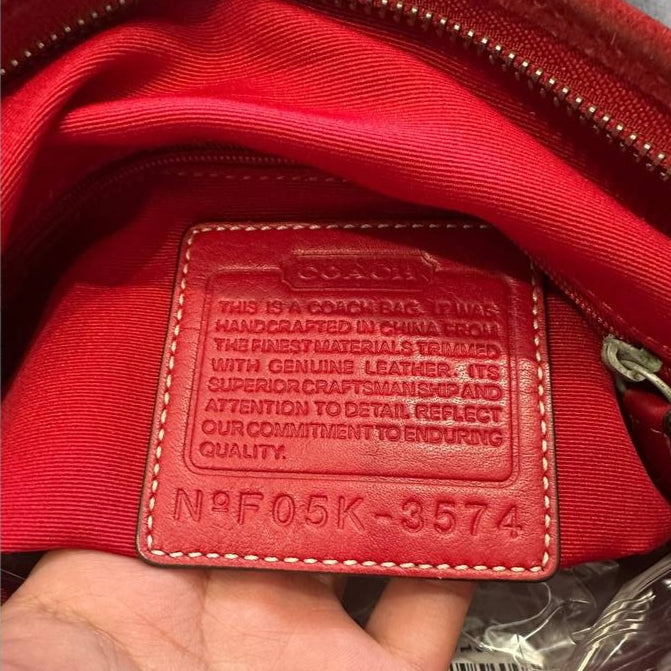 COACH
THIS IS A COACH BAG. IT WAS
HANDCRAFTED IN CHINA FROM
THE FINEST MATERIALS TRIMMED
WITH GENUINE LEATHER. ITS
SUPERIOR CRAFTSMANSHIP AND
ATTENTION TO DETAIL REFLECT
OUR COMMITMENT TO ENDURING
QUALITY.
NºF05K-3574